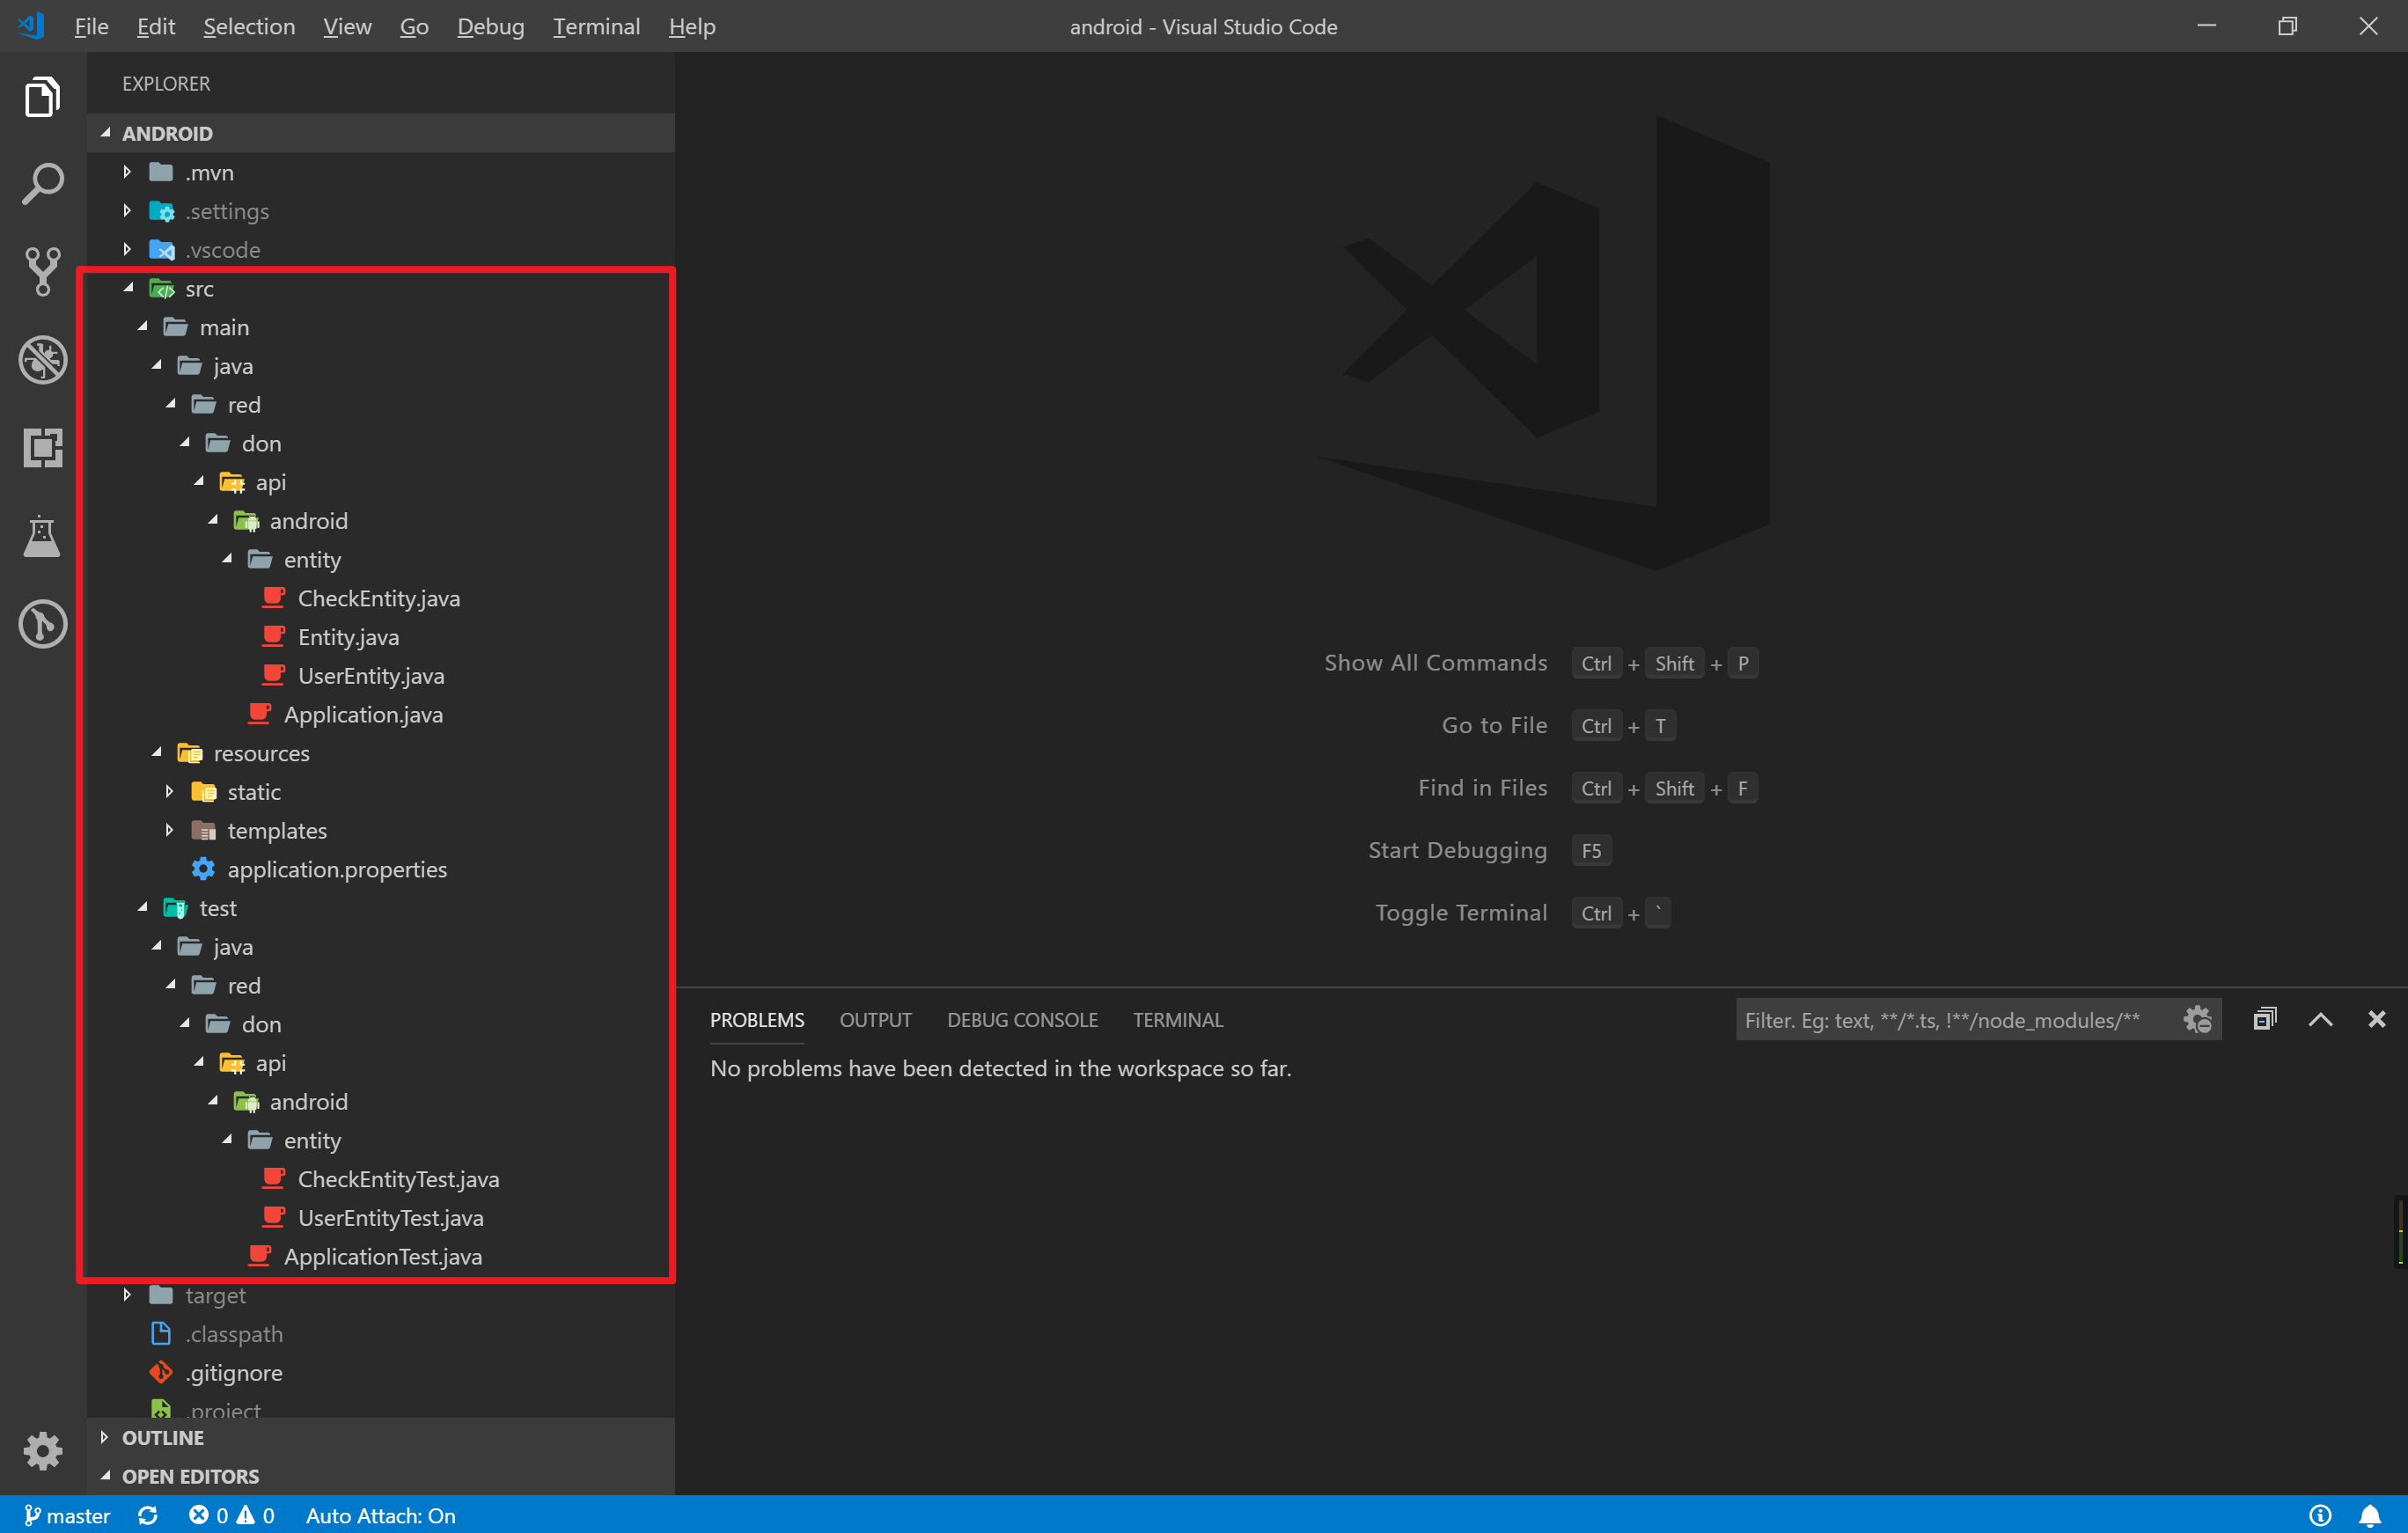 File Edit Selection View Go Debug Terminal Help
android - Visual Studio Code
EXPLORER
ANDROID
.mvn
.settings
.vscode
src
main
java
red
don
api
android
entity
CheckEntity.java
Entity.java
UserEntity.java
Application.java
resources
static
templates
application.properties
test
java
red
don
api
android
entity
CheckEntityTest.java
UserEntityTest.java
ApplicationTest.java
target
.classpath
.gitignore
.project
OUTLINE
OPEN EDITORS
Show All Commands Ctrl + Shift + P
Go to File Ctrl + T
Find in Files Ctrl + Shift + F
Start Debugging F5
Toggle Terminal Ctrl + `
PROBLEMS OUTPUT DEBUG CONSOLE TERMINAL
Filter. Eg: text, **/*.ts, !**/node_modules/**
No problems have been detected in the workspace so far.
master 0 0 Auto Attach: On